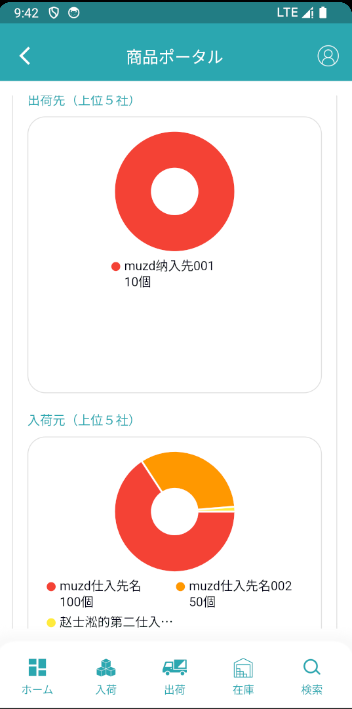 9:42
LTE
商品ポータル
出荷先（上位５社）
muzd纳入先001
10個
入荷元（上位５社）
muzd仕入先名
100個
muzd仕入先名002
50個
赵士淞的第二仕入…
ホーム
入荷
出荷
在庫
検索